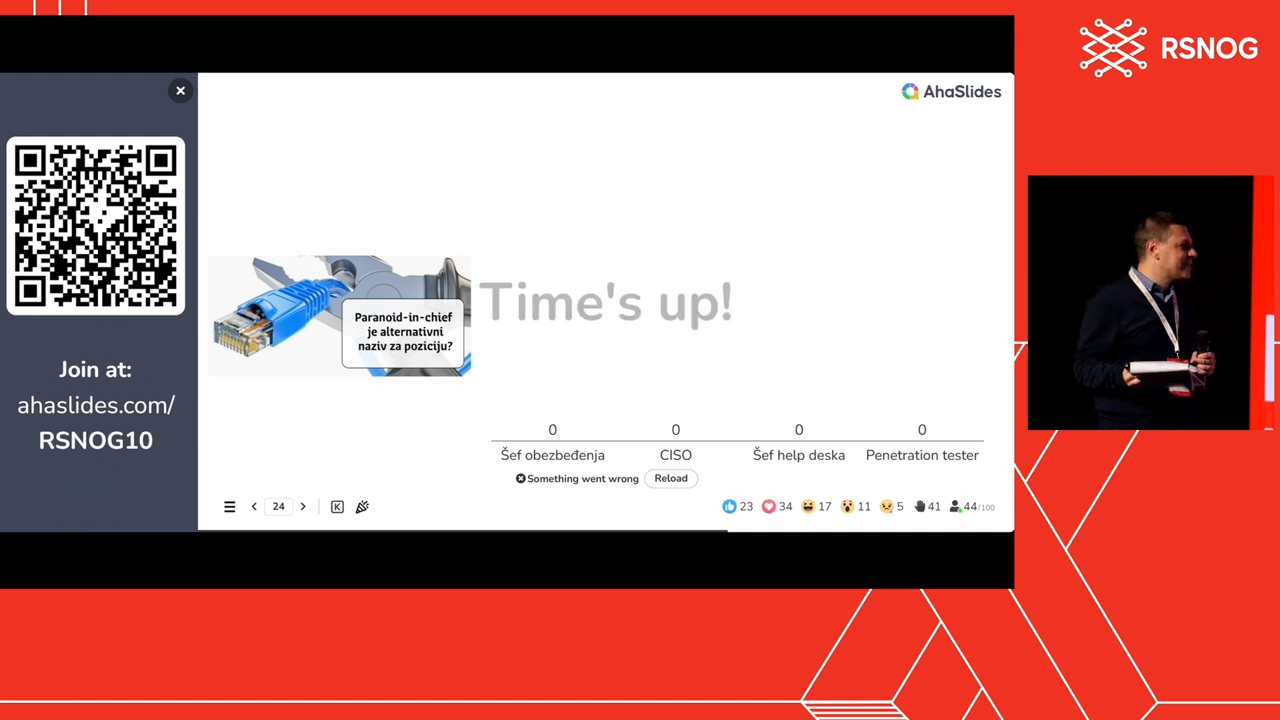 RSNOG
AhaSlides
Join at:
ahaslides.com/
RSNOG10
Paranoid-in-chief
je alternativni
naziv za poziciju?
Time's up!
0 0 0 0
Šef obezbeđenja CISO Šef help deska Penetration tester
Something went wrong Reload
24 K 23 34 17 11 5 41 44/100